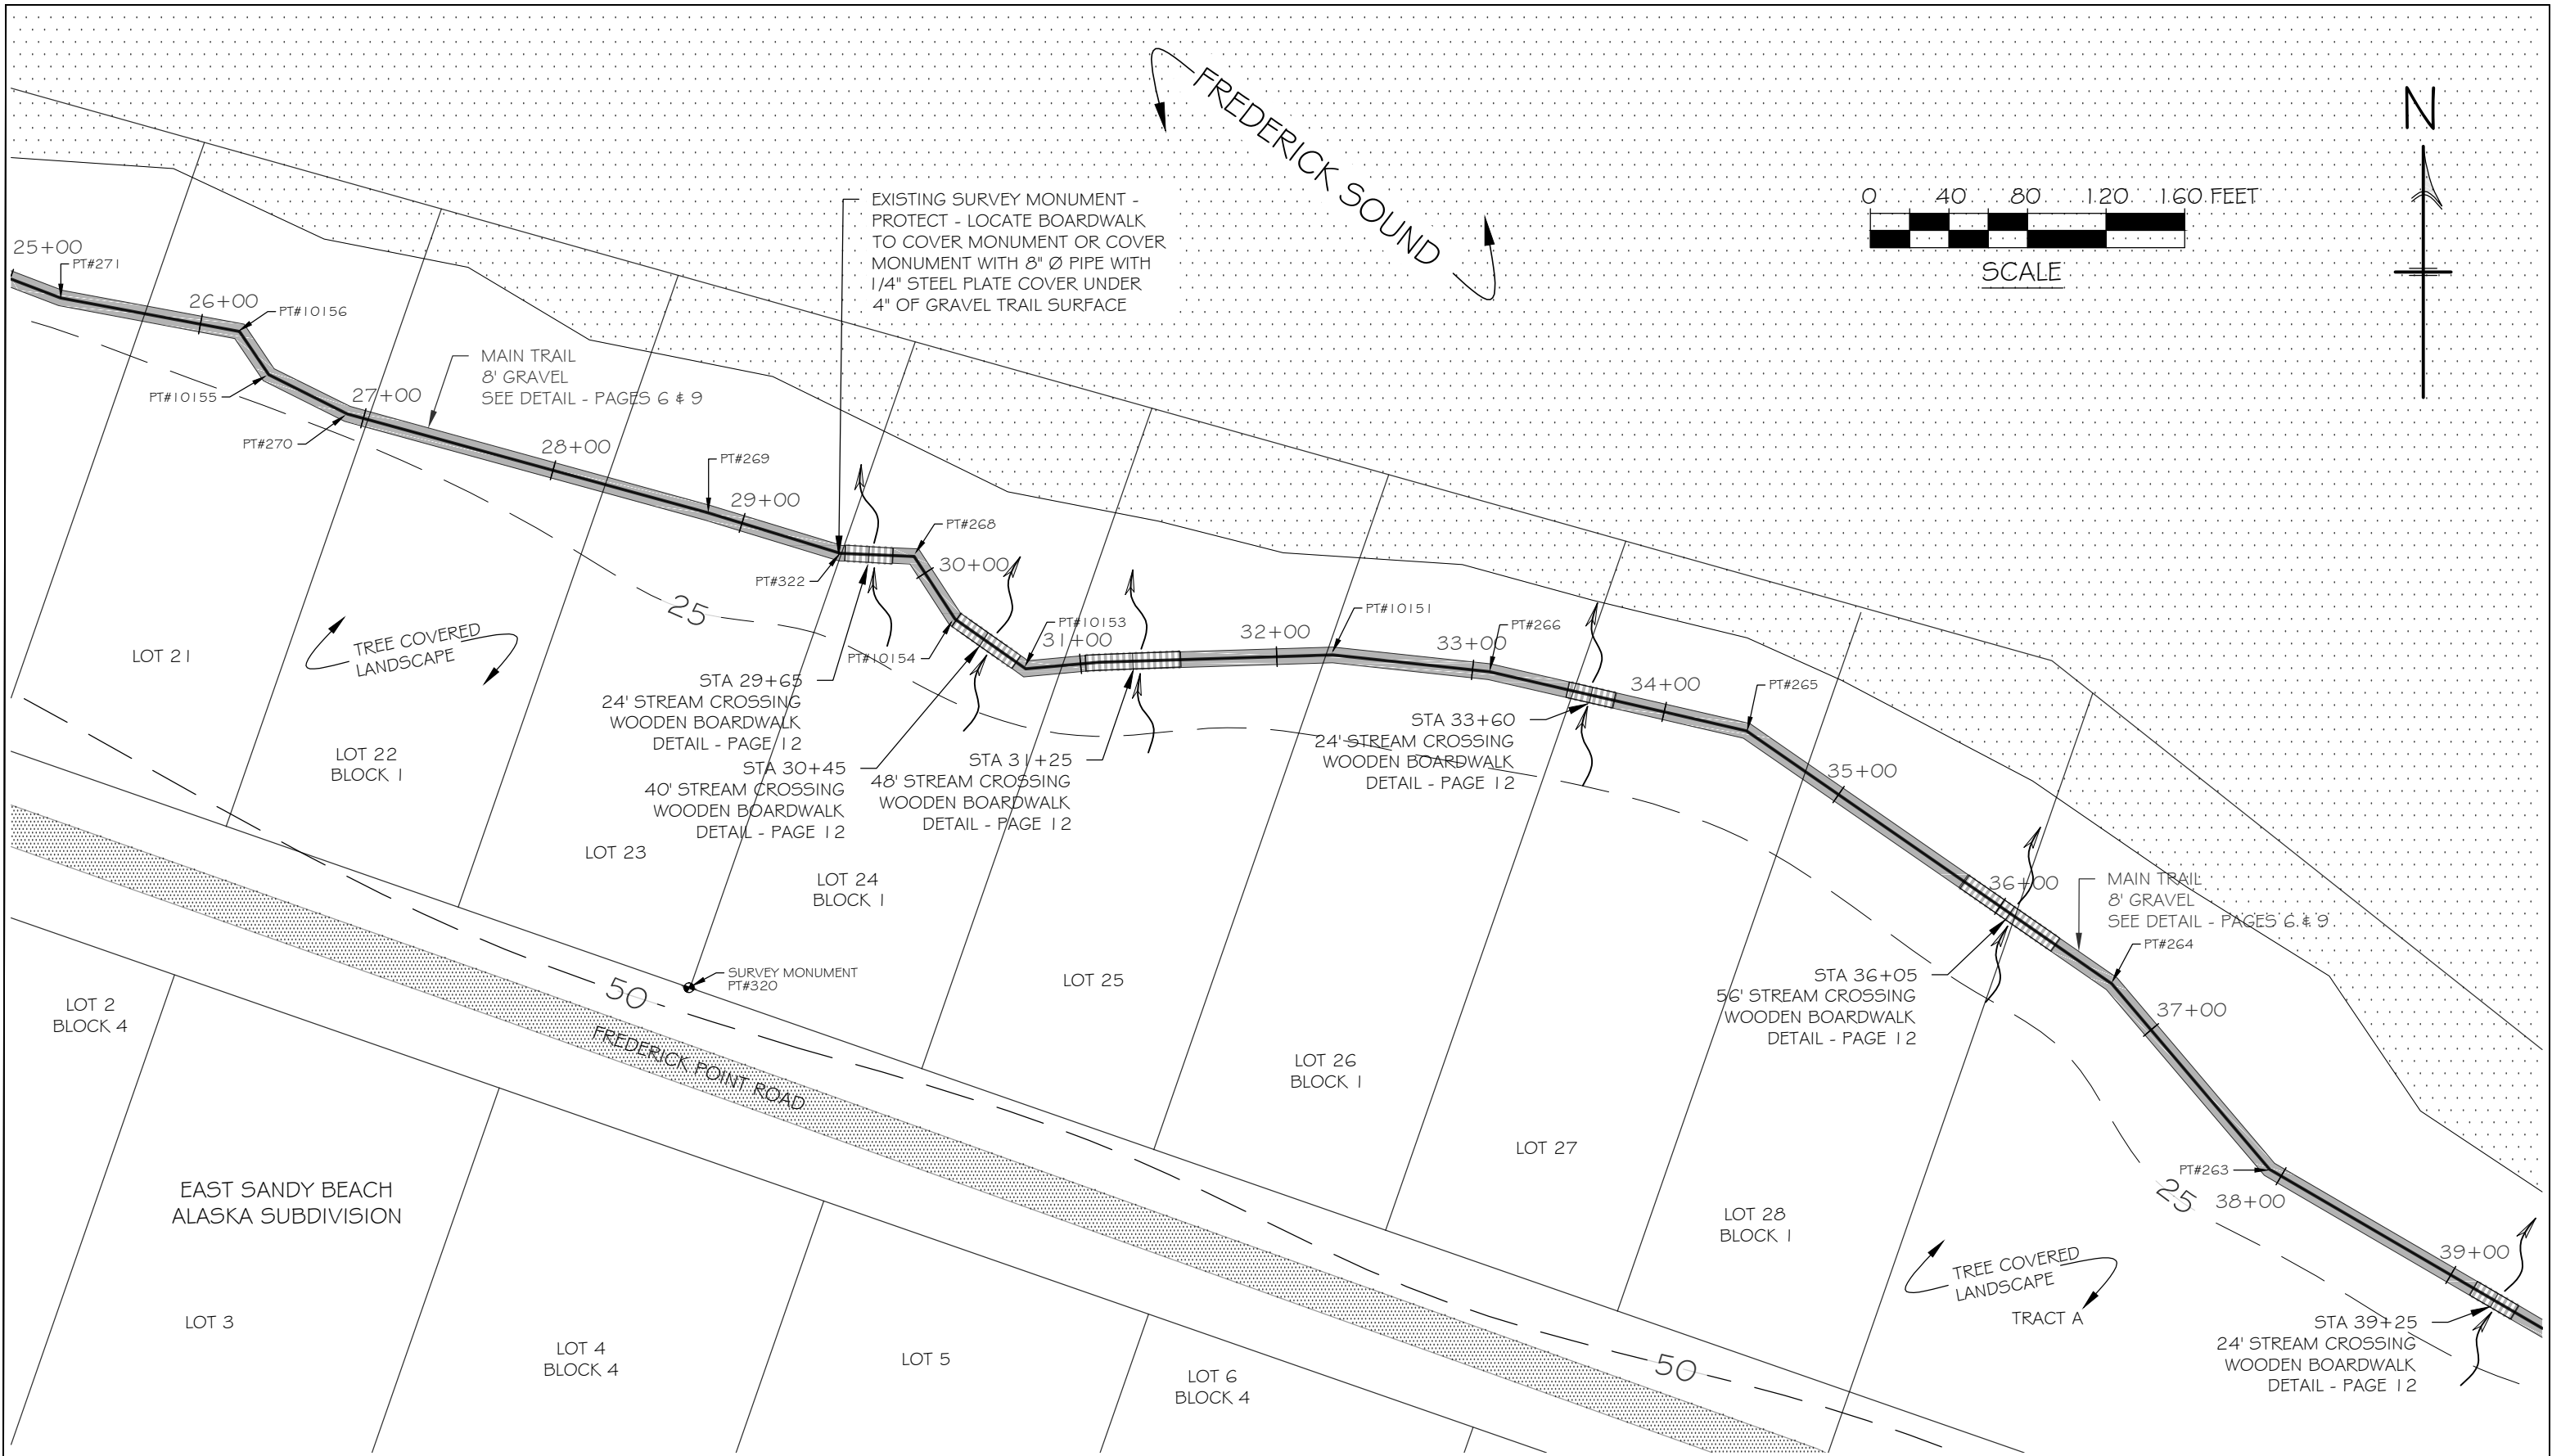 FREDERICK SOUND
N
0 40 80 120 160 FEET
SCALE
EXISTING SURVEY MONUMENT -
PROTECT - LOCATE BOARDWALK
TO COVER MONUMENT OR COVER
MONUMENT WITH 8" Ø PIPE WITH
1/4" STEEL PLATE COVER UNDER
4" OF GRAVEL TRAIL SURFACE
25+00
PT#271
26+00
PT#10156
MAIN TRAIL
8' GRAVEL
SEE DETAIL - PAGES 6 & 9
PT#10155
27+00
PT#270
28+00
PT#269
29+00
PT#268
30+00
PT#322
25
PT#10153
31+00
PT#10154
32+00
PT#10151
33+00
PT#266
34+00
PT#265
35+00
36+00
LOT 21
TREE COVERED
LANDSCAPE
STA 29+65
24' STREAM CROSSING
WOODEN BOARDWALK
DETAIL - PAGE 12
STA 30+45
40' STREAM CROSSING
WOODEN BOARDWALK
DETAIL - PAGE 12
STA 31+25
48' STREAM CROSSING
WOODEN BOARDWALK
DETAIL - PAGE 12
STA 33+60
24' STREAM CROSSING
WOODEN BOARDWALK
DETAIL - PAGE 12
LOT 22
BLOCK 1
LOT 23
LOT 24
BLOCK 1
MAIN TRAIL
8' GRAVEL
SEE DETAIL - PAGES 6 & 9
PT#264
STA 36+05
56' STREAM CROSSING
WOODEN BOARDWALK
DETAIL - PAGE 12
37+00
SURVEY MONUMENT
PT#320
50
LOT 25
LOT 2
BLOCK 4
FREDERICK POINT ROAD
LOT 26
BLOCK 1
LOT 27
PT#263
25
38+00
EAST SANDY BEACH
ALASKA SUBDIVISION
LOT 28
BLOCK 1
39+00
TREE COVERED
LANDSCAPE
TRACT A
STA 39+25
24' STREAM CROSSING
WOODEN BOARDWALK
DETAIL - PAGE 12
LOT 3
LOT 4
BLOCK 4
LOT 5
50
LOT 6
BLOCK 4